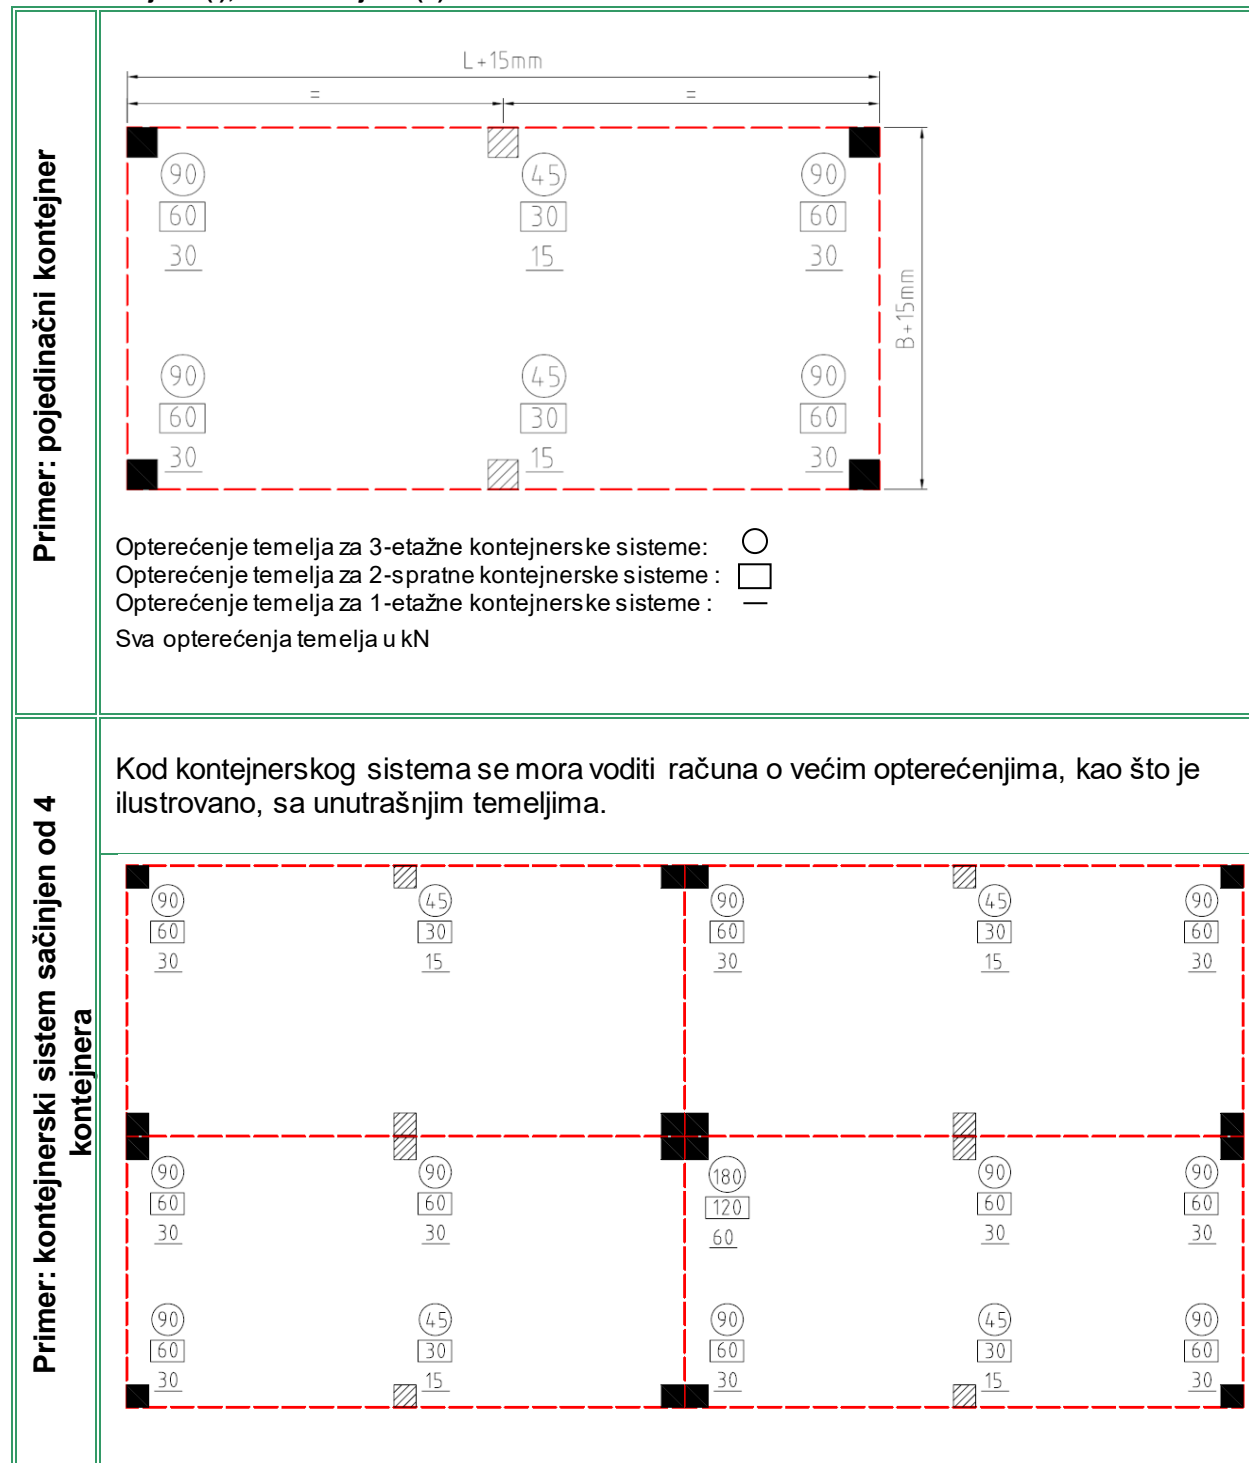 L+15mm
= =
Primer: pojedinačni kontejner
90 45 90
60 30 60
30 15 30
B+15mm
90 45 90
60 30 60
30 15 30
Opterećenje temelja za 3-etažne kontejnerske sisteme:
Opterećenje temelja za 2-spratne kontejnerske sisteme :
Opterećenje temelja za 1-etažne kontejnerske sisteme :
Sva opterećenja temelja u kN
Primer: kontejnerski sistem sačinjen od 4
kontejnera
Kod kontejnerskog sistema se mora voditi računa o većim opterećenjima, kao što je
ilustrovano, sa unutrašnjim temeljima.
90 45 90 45 90
60 30 60 30 60
30 15 30 15 30
90 90 180 90 90
60 60 120 60 60
30 30 60 30 30
90 45 90 45 90
60 30 60 30 60
30 15 30 15 30